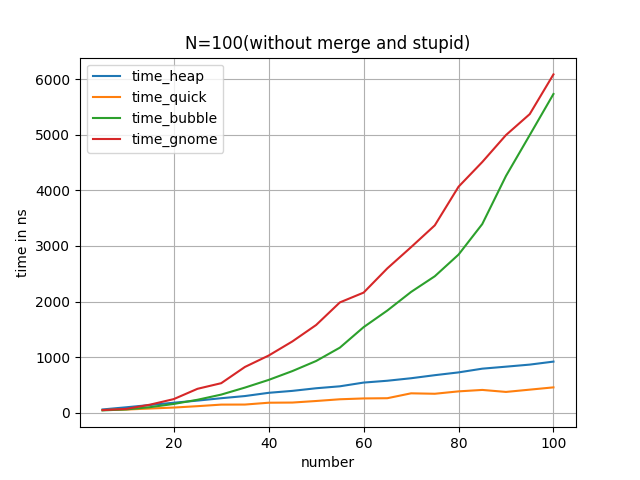 N=100(without merge and stupid)
time_heap
time_quick
time_bubble
time_gnome
6000
5000
4000
3000
2000
1000
0
time in ns
20 40 60 80 100
number